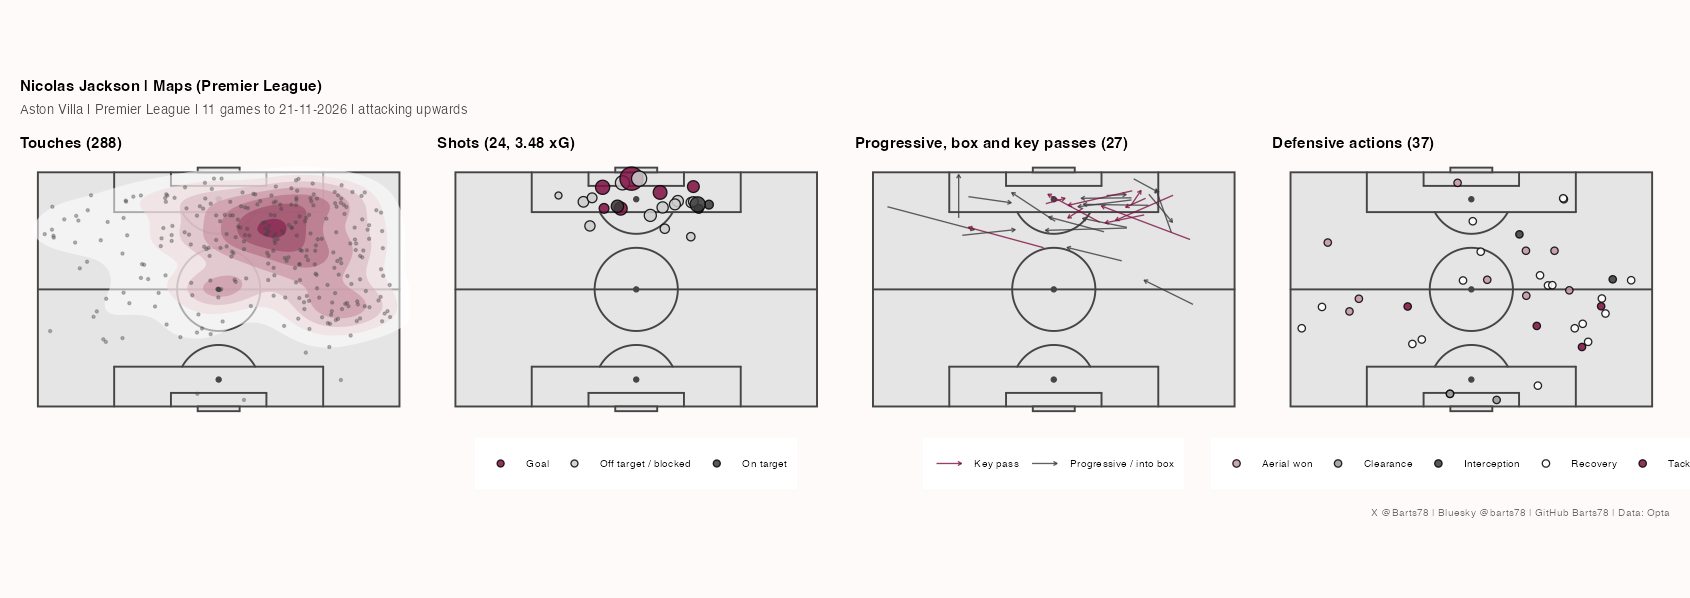 Nicolas Jackson | Maps (Premier League)
Aston Villa | Premier League | 11 games to 21-11-2026 | attacking upwards
Touches (288)
Shots (24, 3.48 xG)
Progressive, box and key passes (27)
Defensive actions (37)
Goal
Off target / blocked
On target
Key pass
Progressive / into box
Aerial won
Clearance
Interception
Recovery
Tack
X @Barts78 | Bluesky @barts78 | GitHub Barts78 | Data: Opta